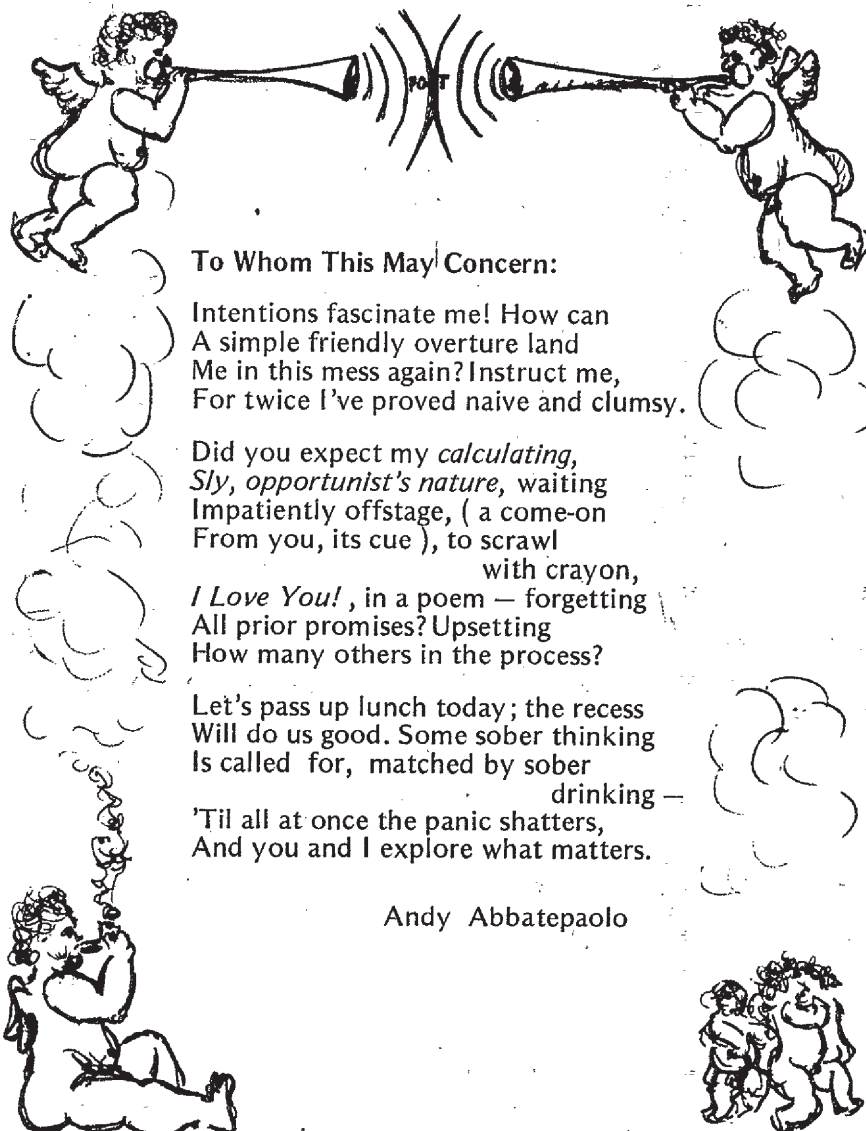 To Whom This May Concern:
Intentions fascinate me! How can
A simple friendly overture land
Me in this mess again? Instruct me,
For twice I've proved naive and clumsy.
Did you expect my calculating,
Sly, opportunist's nature, waiting
Impatiently offstage, ( a come-on
From you, its cue ), to scrawl
with crayon,
I Love You! , in a poem — forgetting
All prior promises? Upsetting
How many others in the process?
Let's pass up lunch today; the recess
Will do us good. Some sober thinking
Is called for, matched by sober
drinking —
'Til all at once the panic shatters,
And you and I explore what matters.
Andy Abbatepaolo